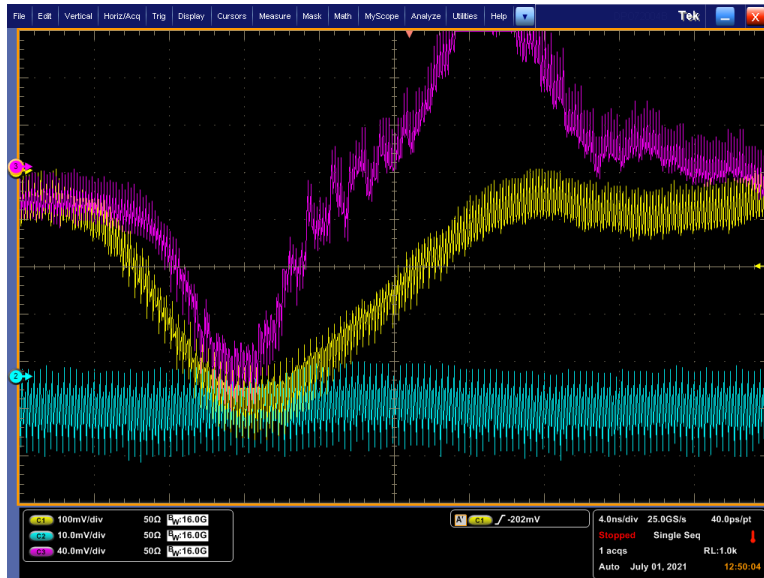 File Edit Vertical Horiz/Acq Trig Display Cursors Measure Mask Math MyScope Analyze Utilities Help Tek X
3
2
C1 100mV/div 50Ω BW:16.0G
C2 10.0mV/div 50Ω BW:16.0G
C3 40.0mV/div 50Ω BW:16.0G
A' C1 -202mV
4.0ns/div 25.0GS/s 40.0ps/pt
Stopped Single Seq
1 acqs RL:1.0k
Auto July 01, 2021 12:50:04